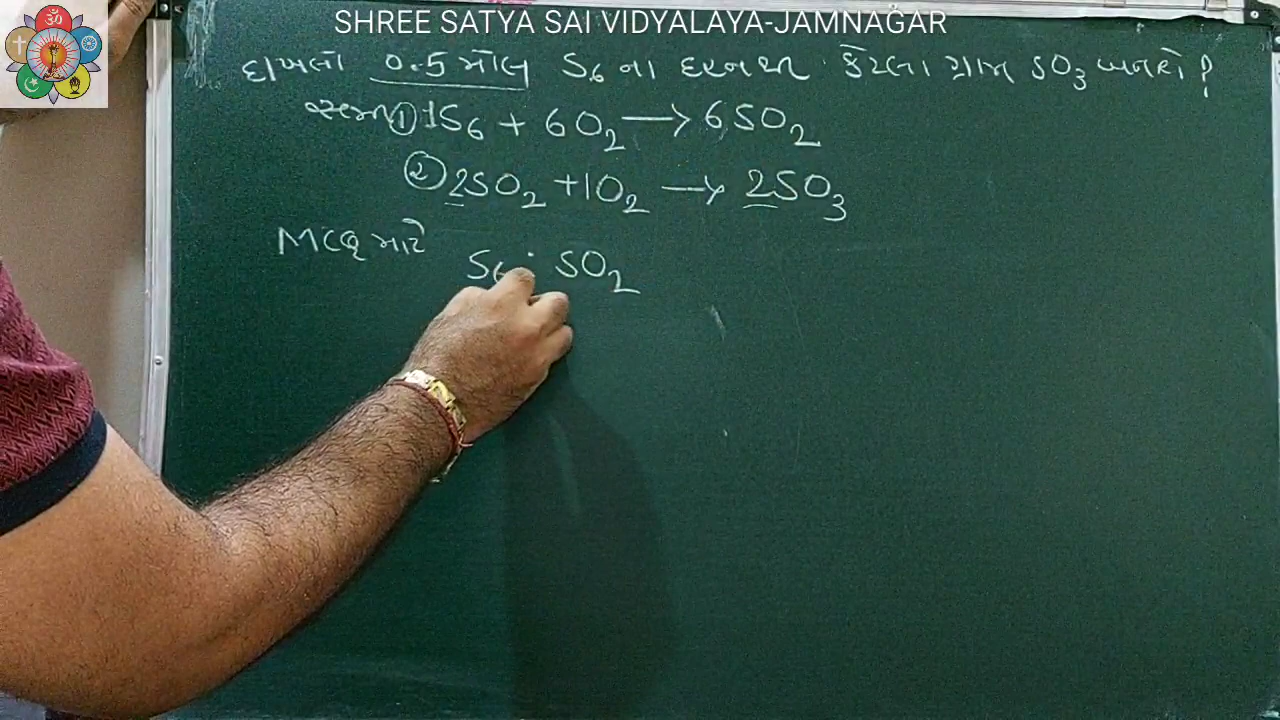 SHREE SATYA SAI VIDYALAYA-JAMNAGAR
દાખલો 0.5 મોલ S6 ના દહનથી કેટલા ગ્રામ SO3 બનશે ?
① 1S6 + 6O2 → 6SO2
② 2SO2 + 1O2 → 2SO3
MCQ માટે
S6 : SO2